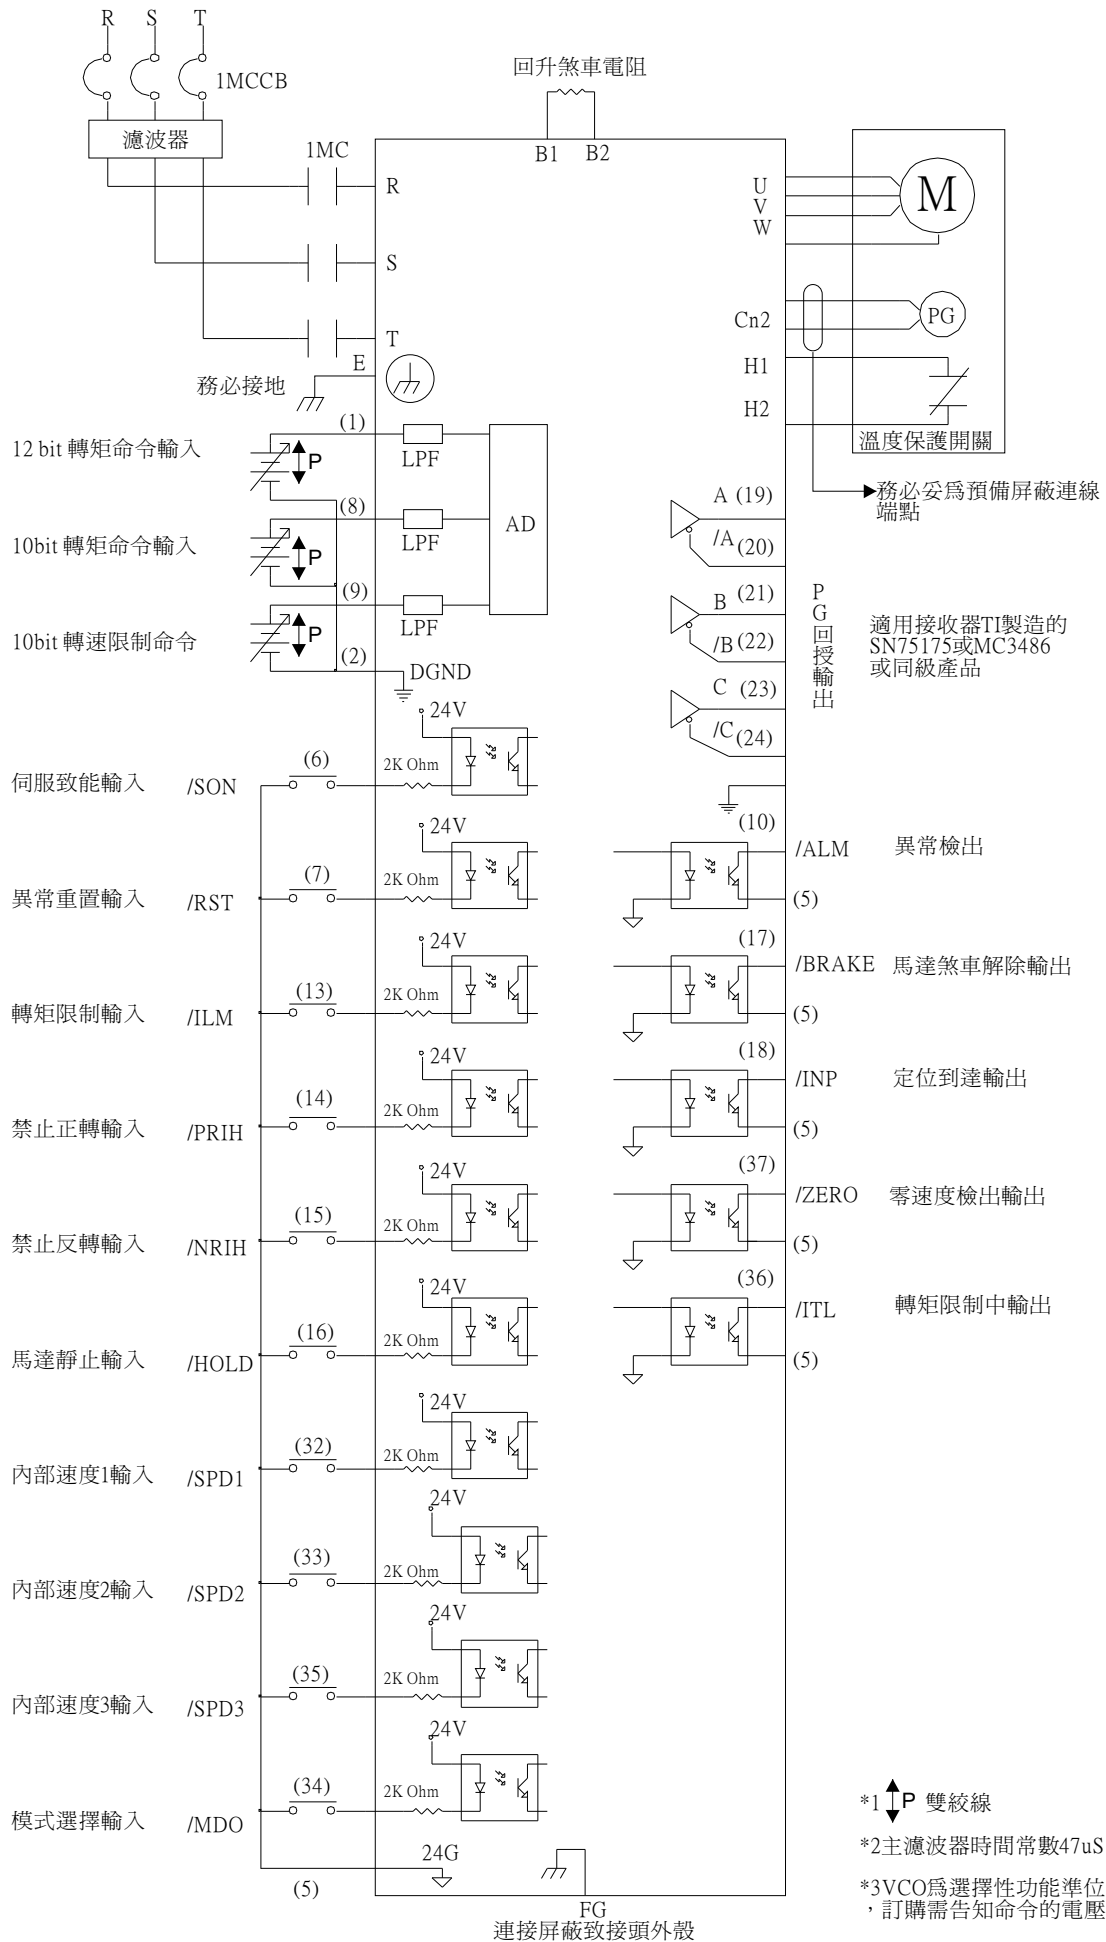 R S T
1MCCB
濾波器
回升煞車電阻
B1 B2
1MC
R
S
T
E
務必接地
U
V
W
M
Cn2
PG
H1
H2
溫度保護開關
務必妥為預備屏蔽連線
端點
12 bit 轉矩命令輸入
(1)
P
LPF
10bit 轉矩命令輸入
(8)
P
LPF
AD
10bit 轉速限制命令
(9)
P
LPF
(2)
DGND
A (19)
/A (20)
B (21)
/B (22)
C (23)
/C (24)
PG回授輸出
適用接收器TI製造的
SN75175或MC3486
或同級產品
伺服致能輸入 /SON (6) 2K Ohm 24V
異常重置輸入 /RST (7) 2K Ohm 24V
轉矩限制輸入 /ILM (13) 2K Ohm 24V
禁止正轉輸入 /PRIH (14) 2K Ohm 24V
禁止反轉輸入 /NRIH (15) 2K Ohm 24V
馬達靜止輸入 /HOLD (16) 2K Ohm 24V
內部速度1輸入 /SPD1 (32) 2K Ohm 24V
內部速度2輸入 /SPD2 (33) 2K Ohm 24V
內部速度3輸入 /SPD3 (35) 2K Ohm 24V
模式選擇輸入 /MDO (34) 2K Ohm 24V
(5)
24G
(10)
/ALM 異常檢出
(5)
(17)
/BRAKE 馬達煞車解除輸出
(5)
(18)
/INP 定位到達輸出
(5)
(37)
/ZERO 零速度檢出輸出
(5)
(36)
/ITL 轉矩限制中輸出
(5)
FG
連接屏蔽致接頭外殼
*1 P 雙絞線
*2主濾波器時間常數47uS
*3VCO為選擇性功能準位
，訂購需告知命令的電壓